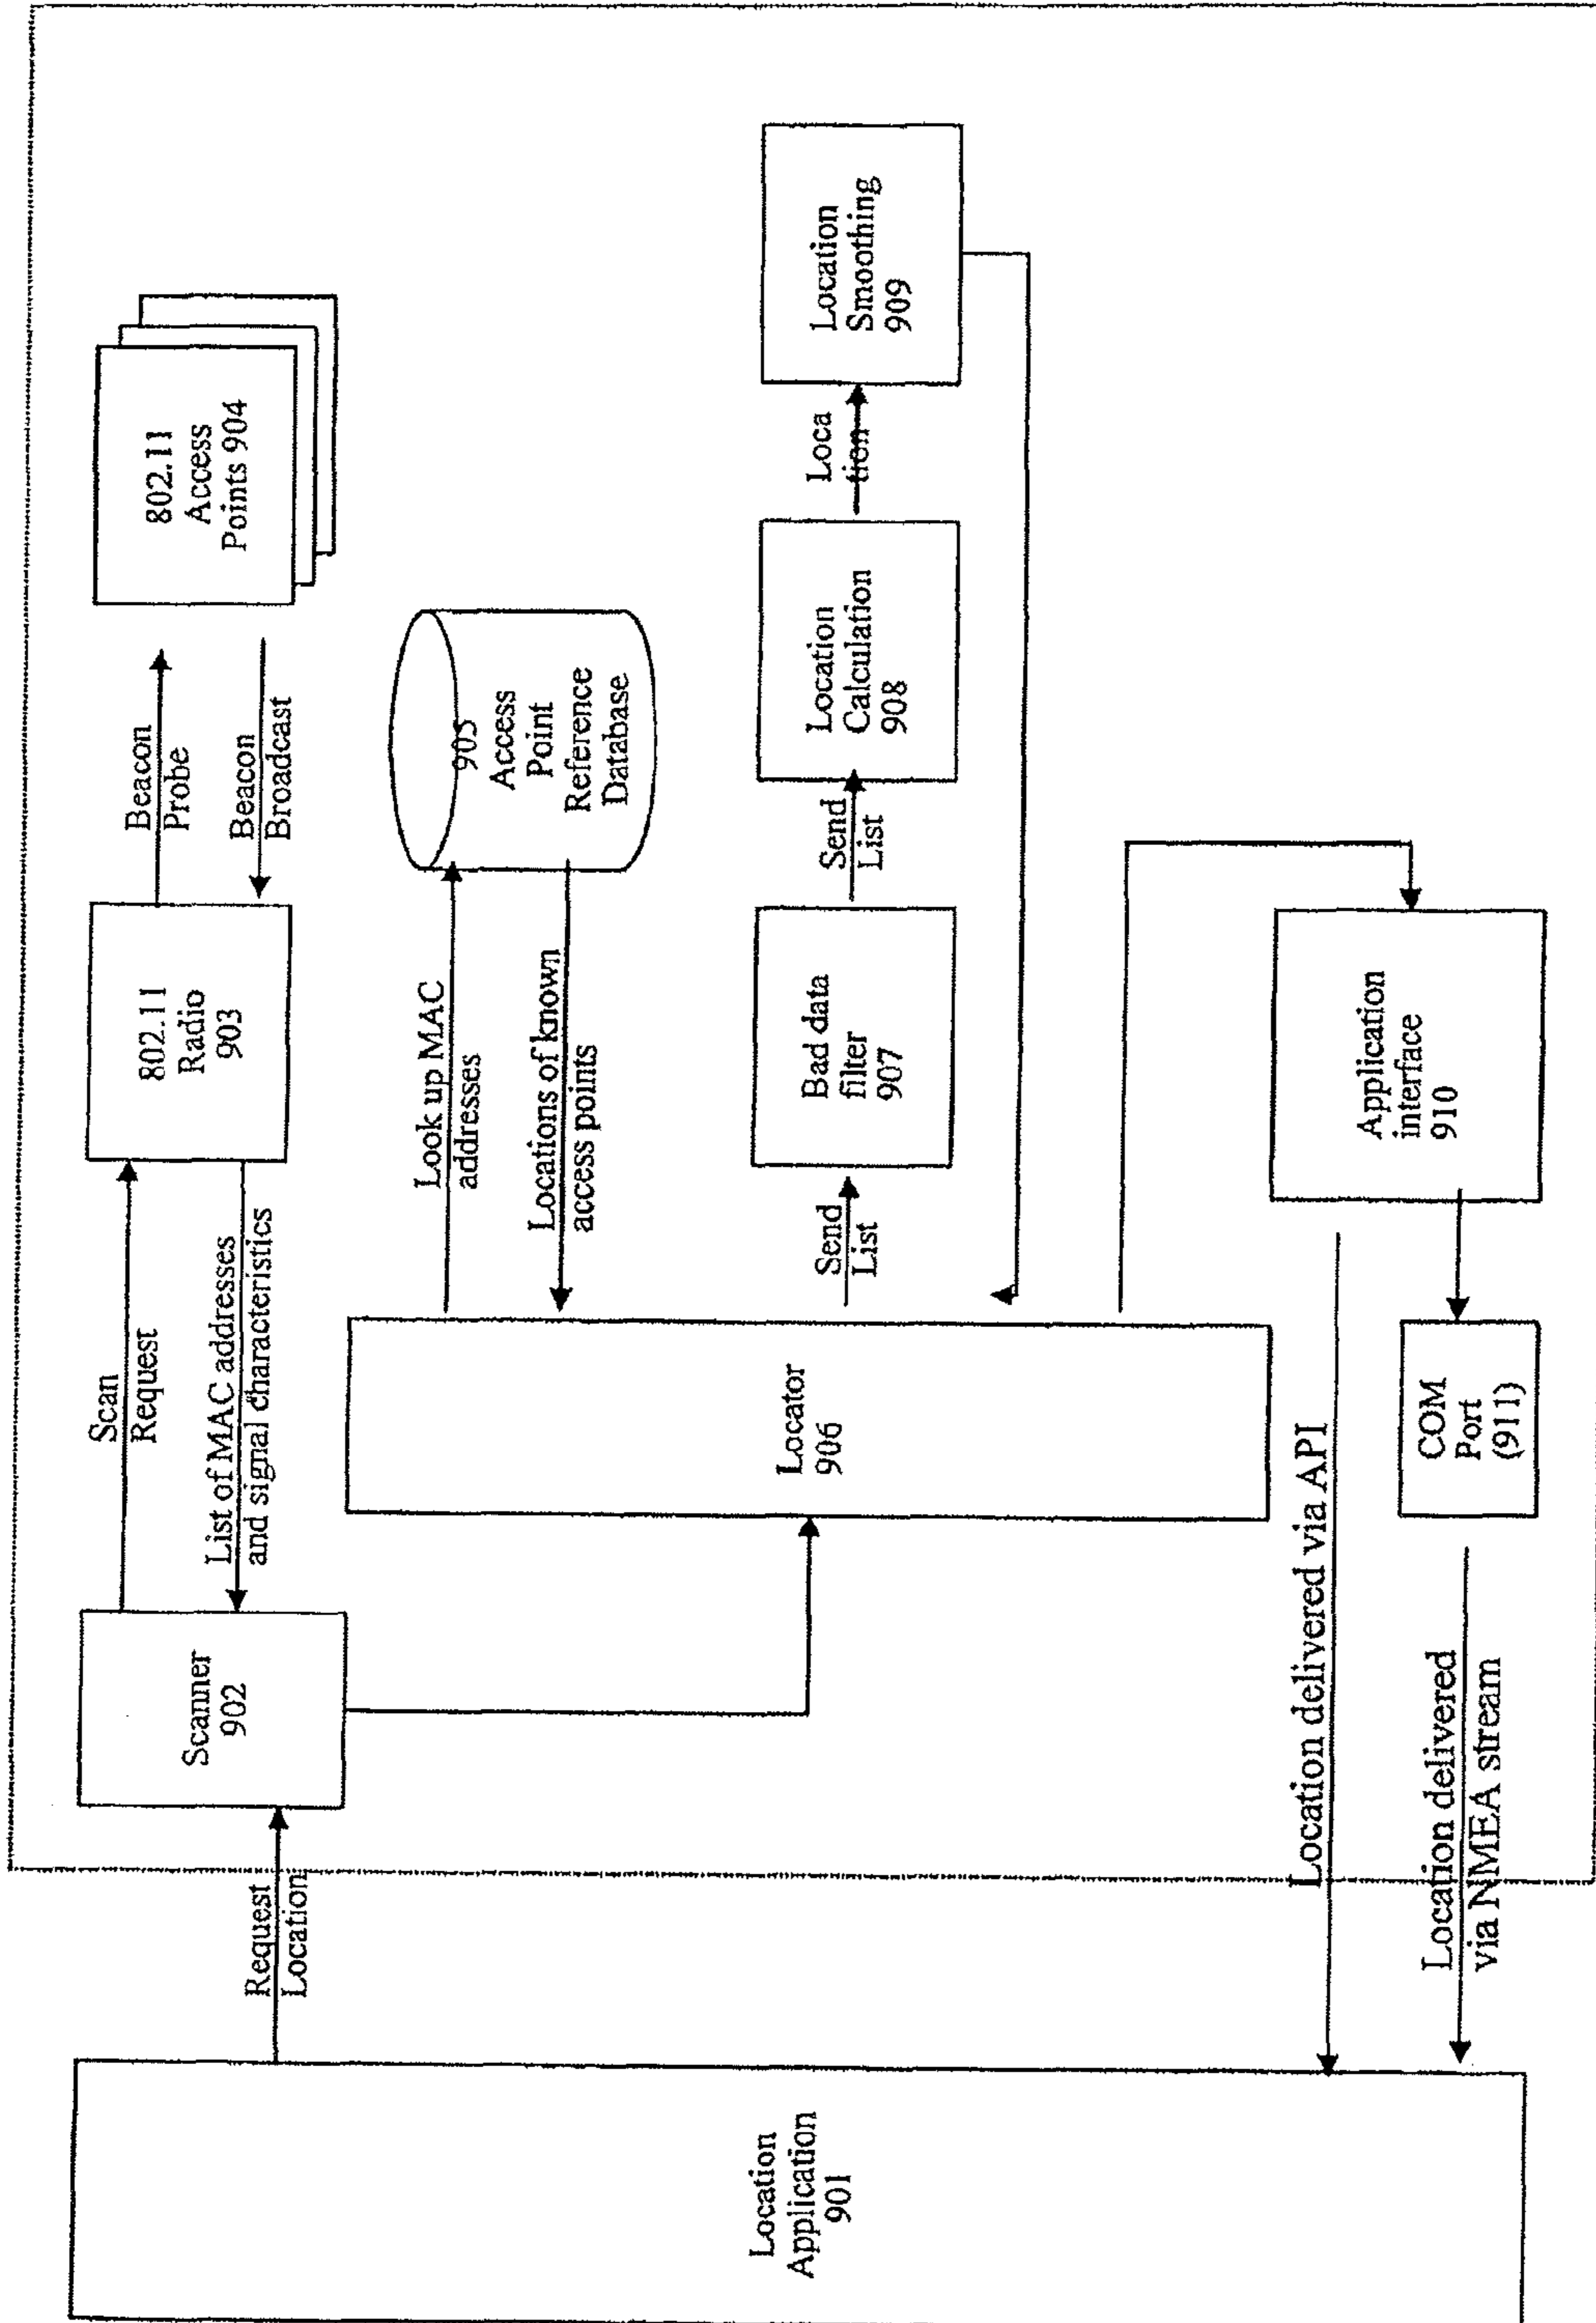 Location
Application
901
Request
Location
Scanner
902
Scan
Request
List of MAC addresses
and signal characteristics
802.11
Radio
903
Beacon
Probe
Beacon
Broadcast
802.11
Access
Points 904
Locator
906
Look up MAC
addresses
Locations of known
access points
905
Access
Point
Reference
Database
Send
List
Bad data
filter
907
Send
List
Location
Calculation
908
Loca
tion
Location
Smoothing
909
Application
interface
910
COM
Port
(911)
Location delivered via API
Location delivered
via NMEA stream